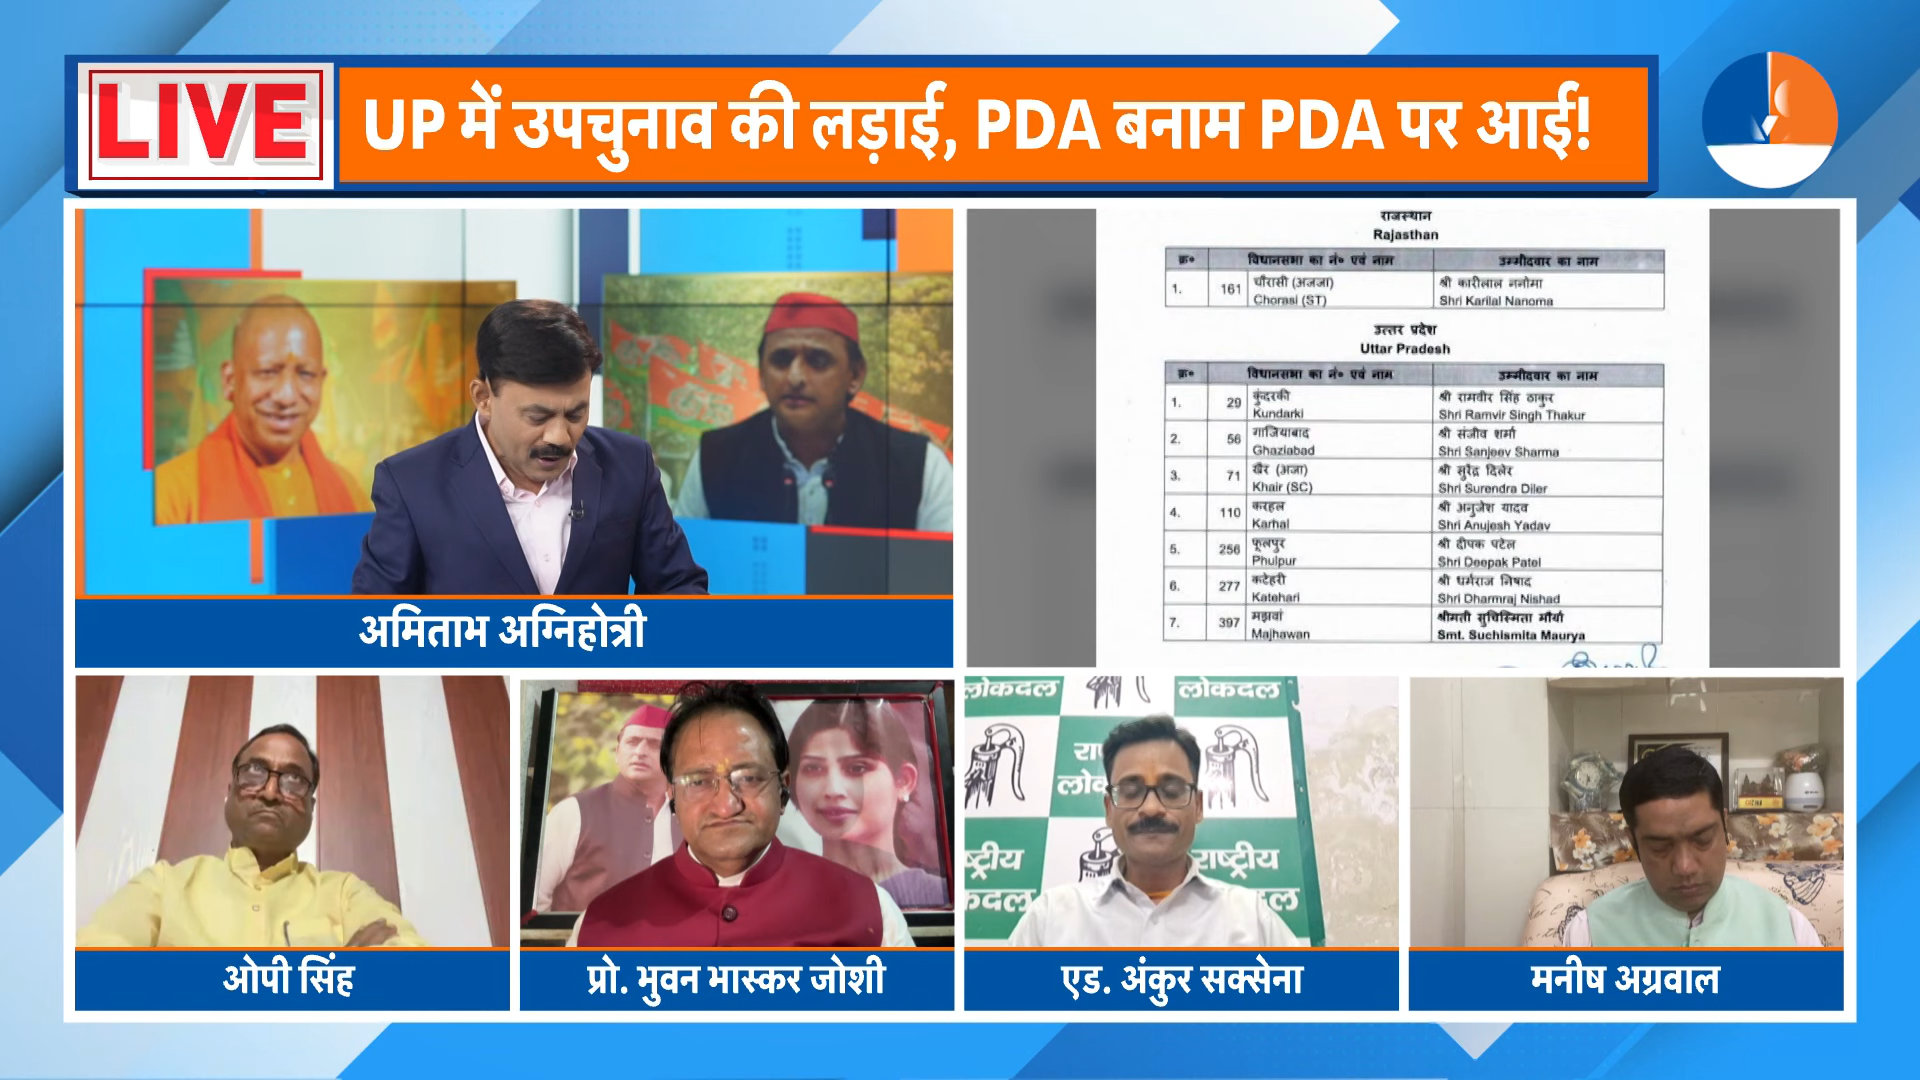 LIVE
UP में उपचुनाव की लड़ाई, PDA बनाम PDA पर आई!
राजस्थान
Rajasthan
क्र० विधानसभा का नं० एवं नाम उम्मीदवार का नाम
1. 161 चौरासी (अजजा) श्री कारीलाल ननोमा
Chorasi (ST) Shri Karilal Nanoma
उत्तर प्रदेश
Uttar Pradesh
क्र० विधानसभा का नं० एवं नाम उम्मीदवार का नाम
1. 29 कुंदरकी श्री रामवीर सिंह ठाकुर
Kundarki Shri Ramvir Singh Thakur
2. 56 गाजियाबाद श्री संजीव शर्मा
Ghaziabad Shri Sanjeev Sharma
3. 71 खैर (अजा) श्री सुरेंद्र दिलेर
Khair (SC) Shri Surendra Diler
4. 110 करहल श्री अनुजेश यादव
Karhal Shri Anujesh Yadav
5. 256 फूलपुर श्री दीपक पटेल
Phulpur Shri Deepak Patel
6. 277 कटेहरी श्री धर्मराज निषाद
Katehari Shri Dharmraj Nishad
7. 397 मझवां श्रीमती सुचिस्मिता मौर्या
Majhawan Smt. Suchismita Maurya
अमिताभ अग्निहोत्री
लोकदल लोकदल
रा
लोक
ष्ट्रीय राष्ट्रीय
कदल ल
ओपी सिंह
प्रो. भुवन भास्कर जोशी
एड. अंकुर सक्सेना
मनीष अग्रवाल